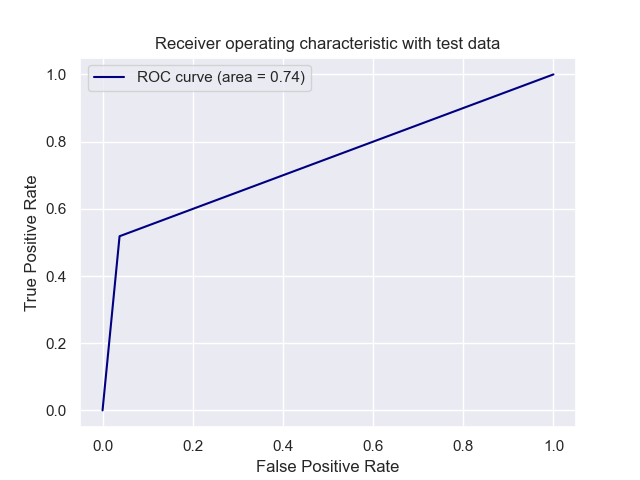 Receiver operating characteristic with test data
ROC curve (area = 0.74)
1.0
0.8
0.6
0.4
0.2
0.0
True Positive Rate
0.0 0.2 0.4 0.6 0.8 1.0
False Positive Rate